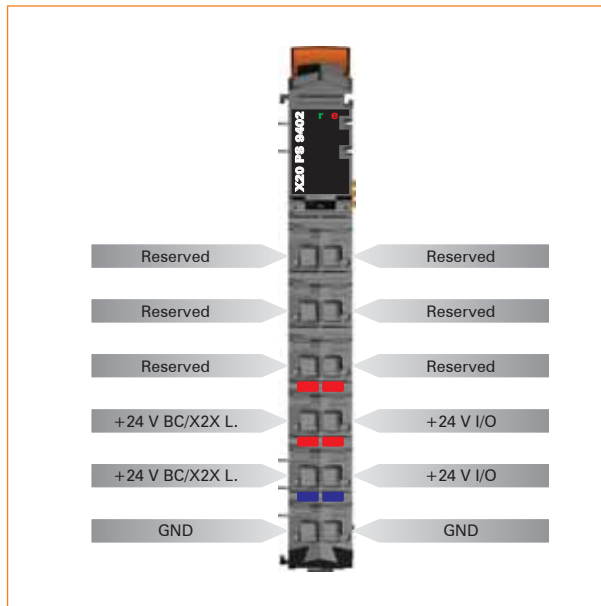 X20 PS 9402
r e
Reserved Reserved
Reserved Reserved
Reserved Reserved
+24 V BC/X2X L. +24 V I/O
+24 V BC/X2X L. +24 V I/O
GND GND